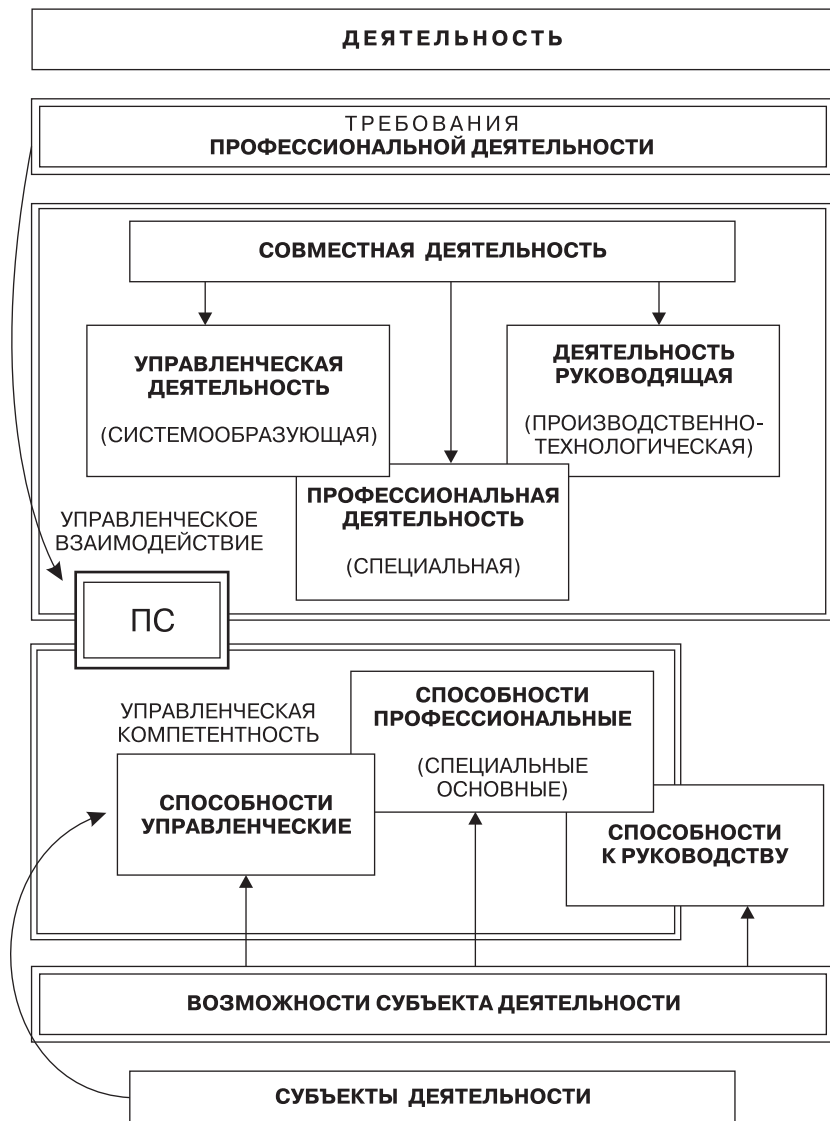 ДЕЯТЕЛЬНОСТЬ
ТРЕБОВАНИЯ
ПРОФЕССИОНАЛЬНОЙ ДЕЯТЕЛЬНОСТИ
СОВМЕСТНАЯ ДЕЯТЕЛЬНОСТЬ
УПРАВЛЕНЧЕСКАЯ
ДЕЯТЕЛЬНОСТЬ
(СИСТЕМООБРАЗУЮЩАЯ)
ДЕЯТЕЛЬНОСТЬ
РУКОВОДЯЩАЯ
(ПРОИЗВОДСТВЕННО-
ТЕХНОЛОГИЧЕСКАЯ)
ПРОФЕССИОНАЛЬНАЯ
ДЕЯТЕЛЬНОСТЬ
(СПЕЦИАЛЬНАЯ)
УПРАВЛЕНЧЕСКОЕ
ВЗАИМОДЕЙСТВИЕ
ПС
УПРАВЛЕНЧЕСКАЯ
КОМПЕТЕНТНОСТЬ
СПОСОБНОСТИ
ПРОФЕССИОНАЛЬНЫЕ
(СПЕЦИАЛЬНЫЕ
ОСНОВНЫЕ)
СПОСОБНОСТИ
УПРАВЛЕНЧЕСКИЕ
СПОСОБНОСТИ
К РУКОВОДСТВУ
ВОЗМОЖНОСТИ СУБЪЕКТА ДЕЯТЕЛЬНОСТИ
СУБЪЕКТЫ ДЕЯТЕЛЬНОСТИ